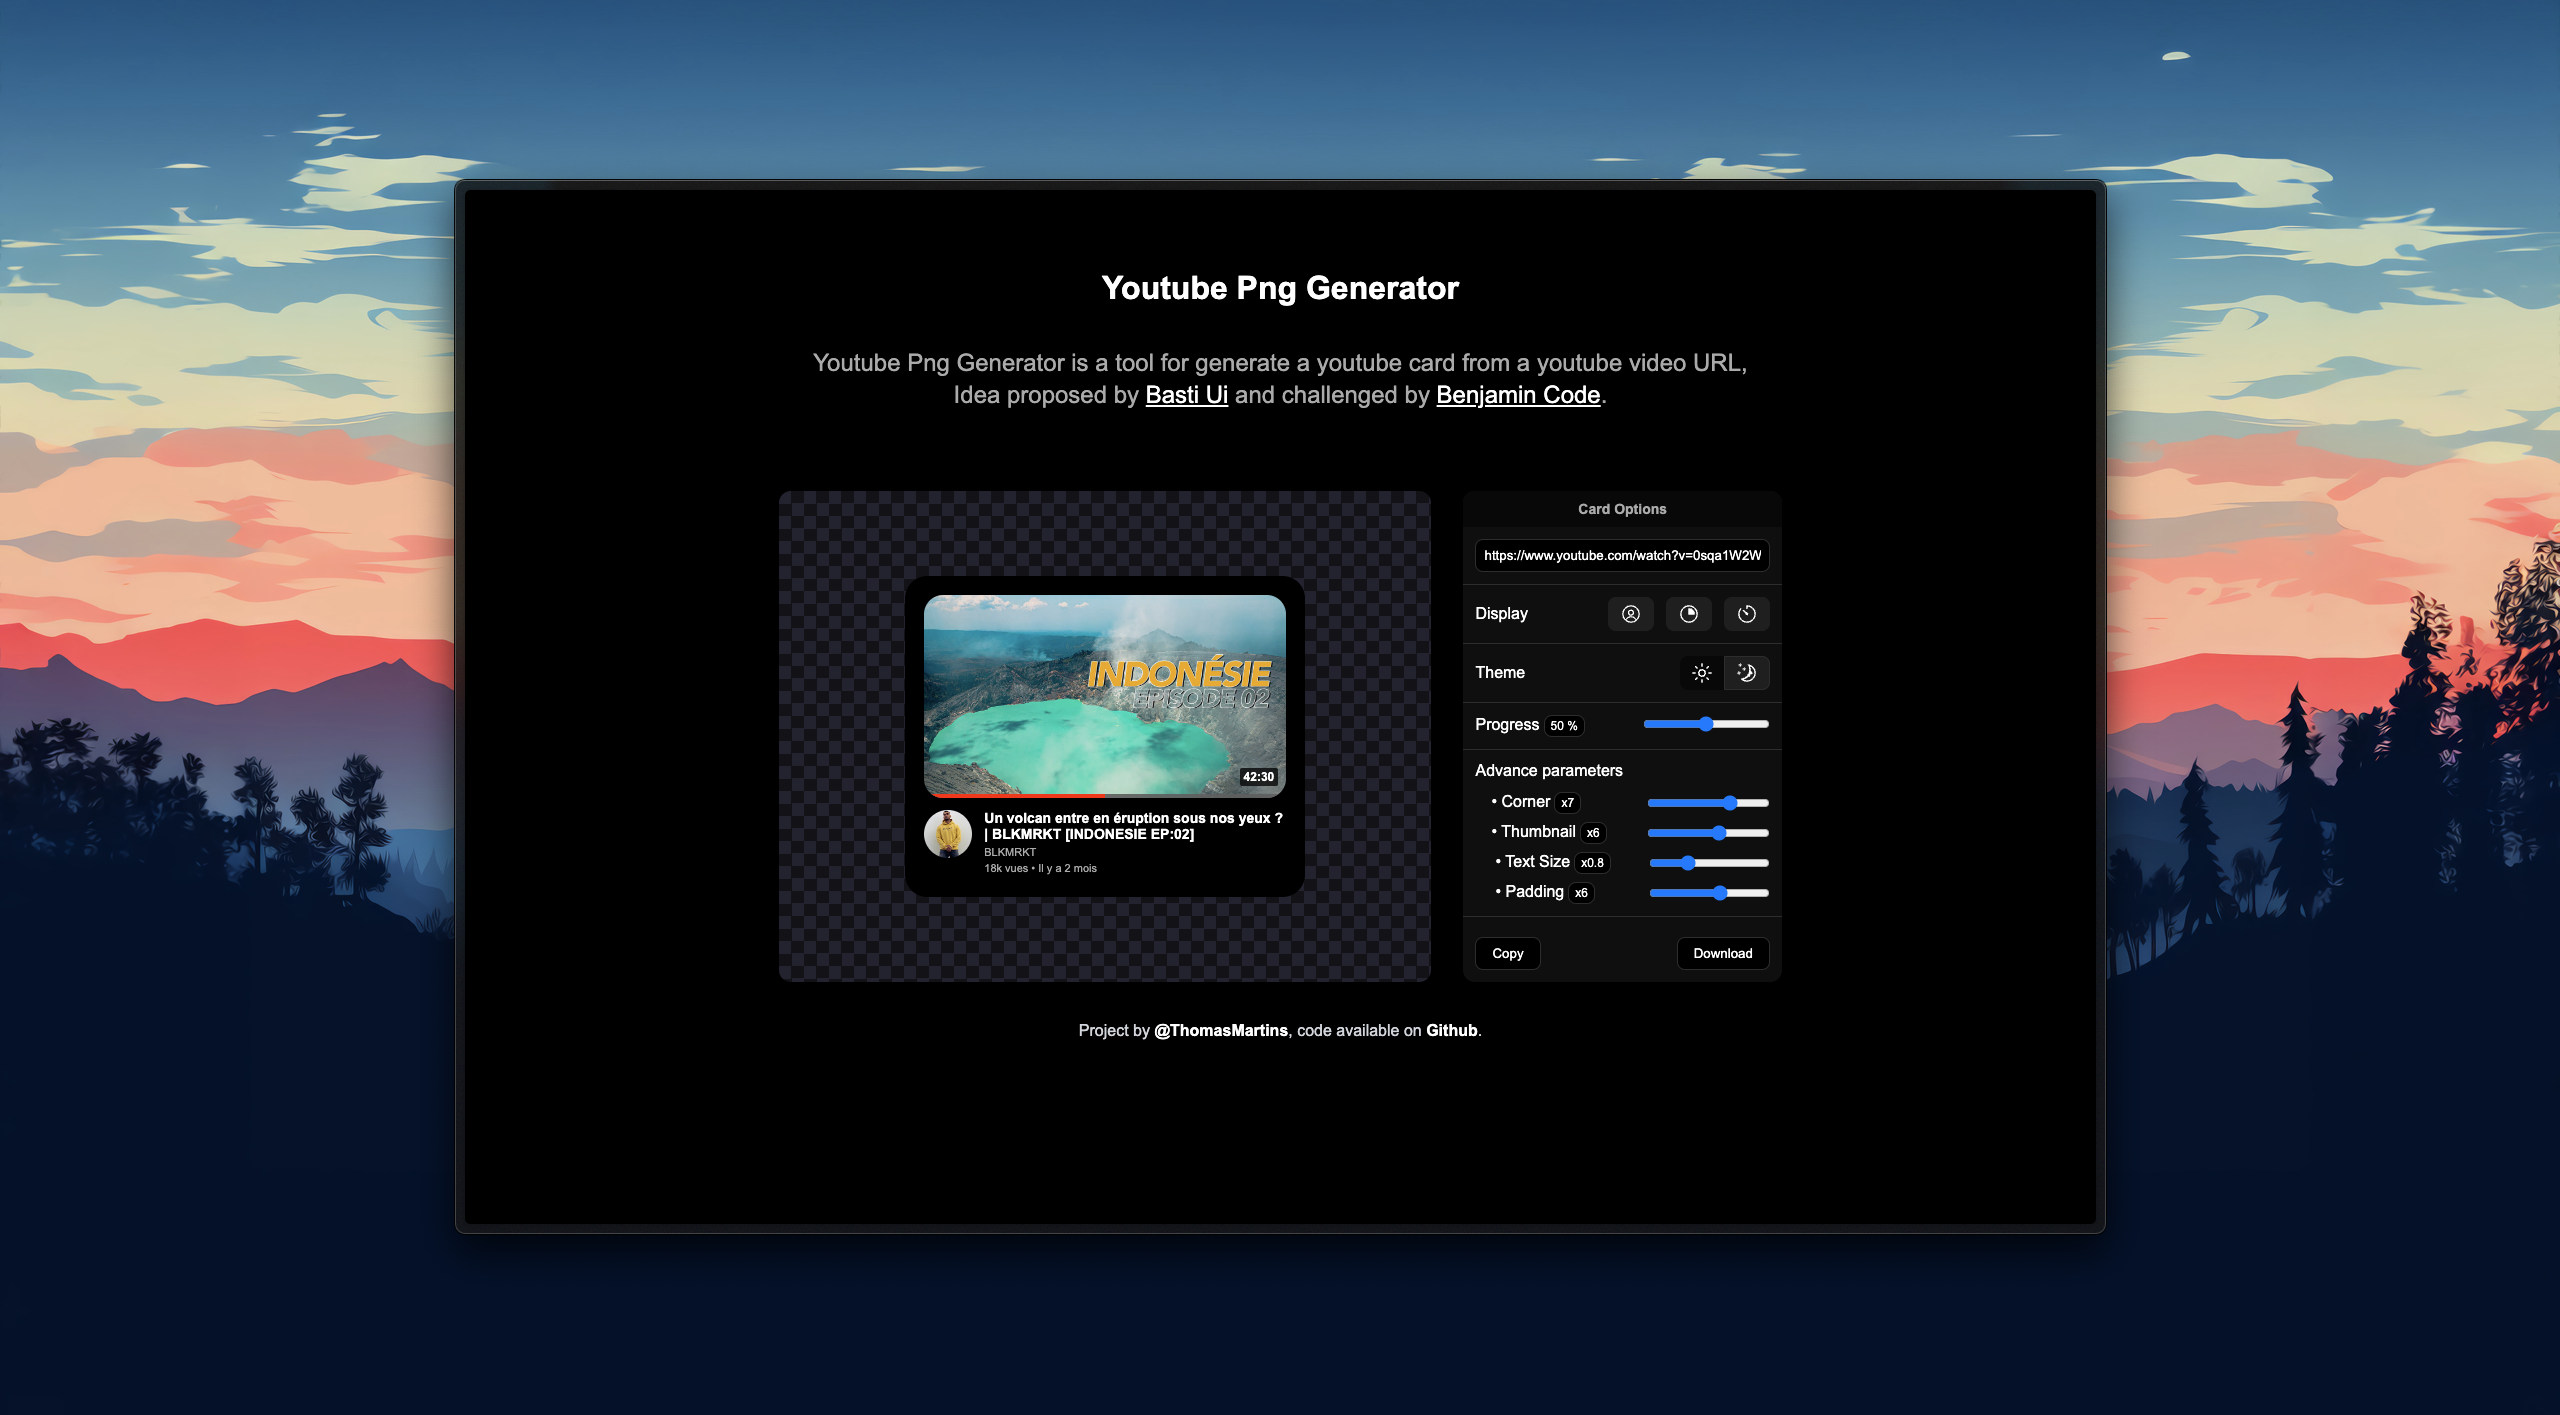 Youtube Png Generator
Youtube Png Generator is a tool for generate a youtube card from a youtube video URL,
Idea proposed by Basti Ui and challenged by Benjamin Code.
INDONÉSIE
EPISODE 02
42:30
Un volcan entre en éruption sous nos yeux ?
| BLKMRKT [INDONESIE EP:02]
BLKMRKT
18k vues • Il y a 2 mois
Card Options
https://www.youtube.com/watch?v=0sqa1W2W
Display
Theme
Progress 50 %
Advance parameters
• Corner x7
• Thumbnail x6
• Text Size x0.8
• Padding x6
Copy Download
Project by @ThomasMartins, code available on Github.